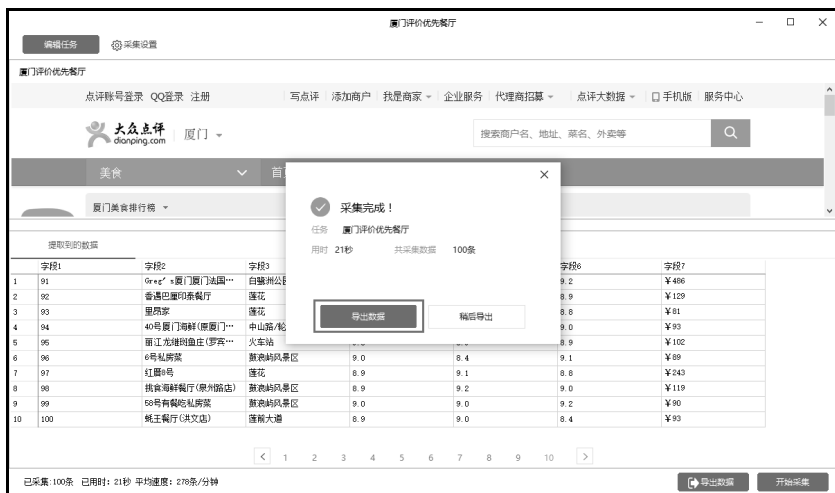 厦门评价优先餐厅
编辑任务 采集设置
厦门评价优先餐厅
点评账号登录 QQ登录 注册 写点评 添加商户 我是商家 企业服务 代理商招募 点评大数据 手机版 服务中心
大众点评
dianping.com 厦门
搜索商户名、地址、菜名、外卖等
美食 首
厦门美食排行榜
采集完成！
任务 厦门评价优先餐厅
用时 21秒 共采集数据 100条
导出数据 稍后导出
提取到的数据
字段1 字段2 字段3 字段6 字段7
1 91 Greg’s厦门厦门法国… 白鹭洲公 9.2 ¥486
2 92 香遇巴厘印泰餐厅 莲花 8.9 ¥129
3 93 里昂家 莲花 8.8 ¥81
4 94 40号厦门海鲜(原厦门… 中山路/轮 9.0 ¥93
5 95 丽江龙继斑鱼庄(罗宾… 火车站 8.9 ¥102
6 96 6号私房菜 鼓浪屿风景区 9.0 8.4 9.1 ¥89
7 97 红厝8号 莲花 8.9 9.1 8.8 ¥243
8 98 挑食海鲜餐厅(泉州路店) 鼓浪屿风景区 8.9 9.2 9.0 ¥119
9 99 58号有餐吃私房菜 鼓浪屿风景区 9.0 9.0 9.2 ¥90
10 100 蚝王餐厅(洪文店) 莲前大道 8.9 9.0 8.4 ¥93
< 1 2 3 4 5 6 7 8 9 10 >
已采集:100条 已用时：21秒 平均速度：278条/分钟 导出数据 开始采集